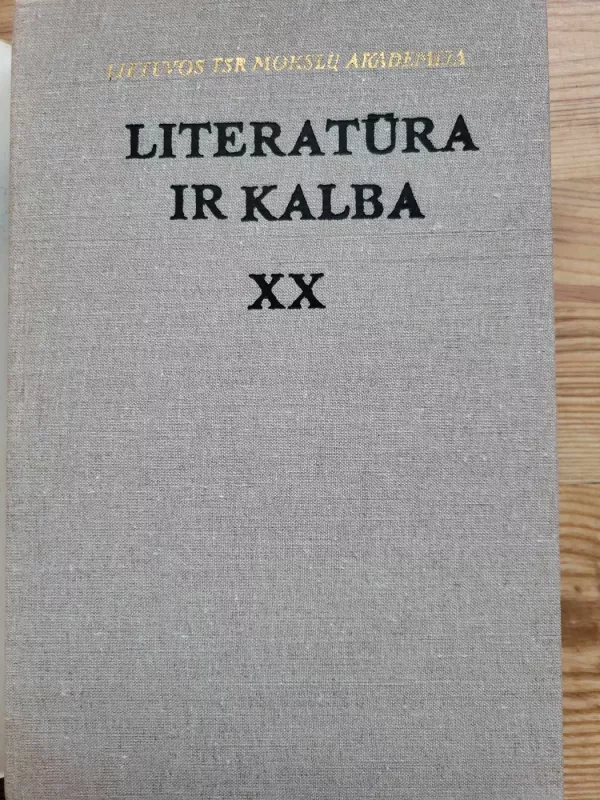 LIETUVOS TSR MOKSLŲ AKADEMIJA
LITERATŪRA
IR KALBA
XX